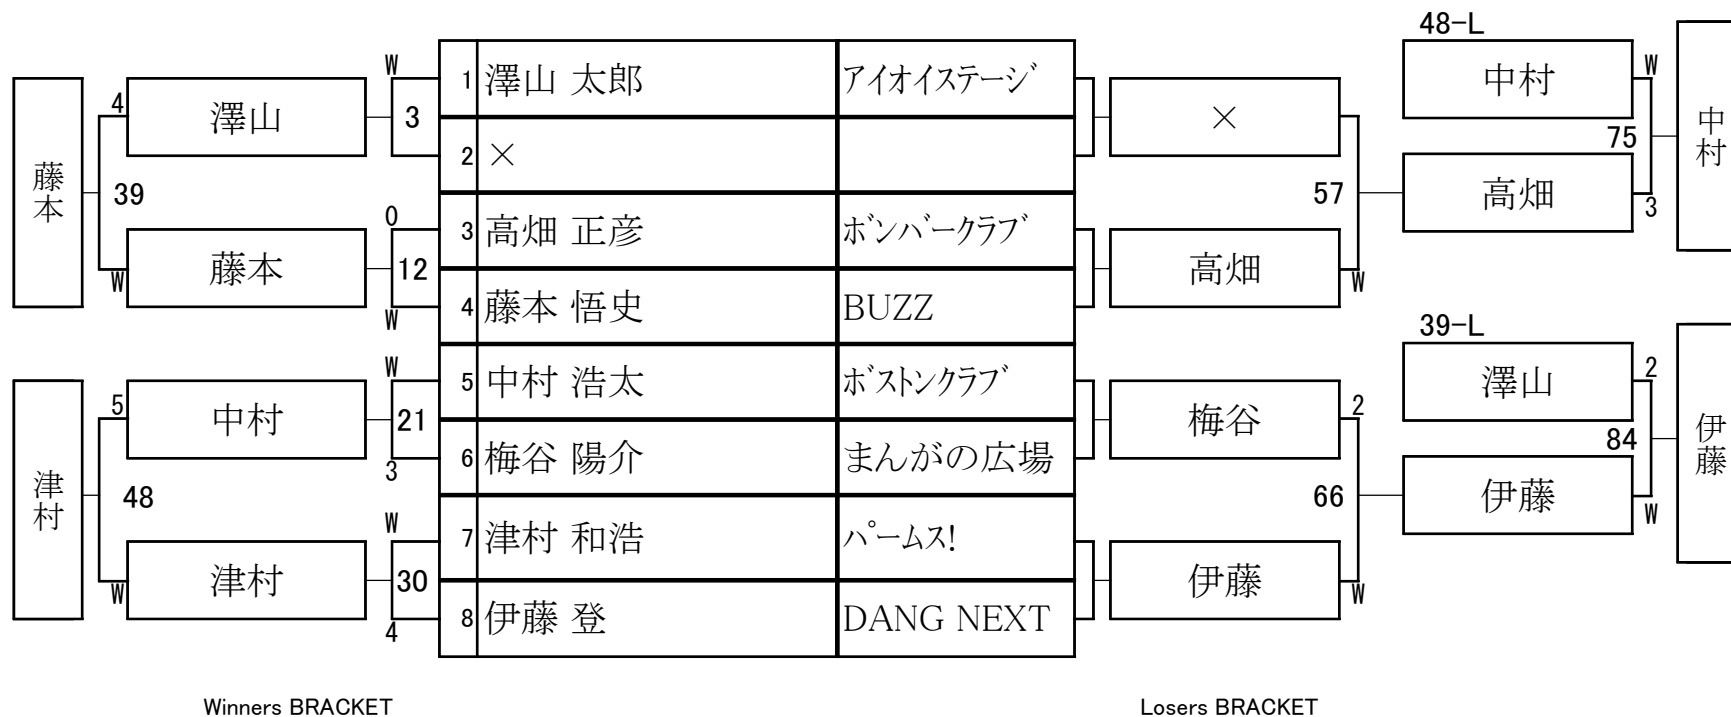 48-L
W
1 澤山 太郎 アイオイステージ
中村
W
4
澤山
3
×
75
中村
2 ×
藤本
39
57
高畑
3
0
3 高畑 正彦 ボンバークラブ
藤本
W
12
高畑
W
4 藤本 悟史 BUZZ
W
39-L
W
5 中村 浩太 ボストンクラブ
澤山
2
5
中村
21
梅谷
2
84
伊藤
3
6 梅谷 陽介 まんがの広場
津村
48
66
伊藤
W
W
7 津村 和浩 パームス!
津村
W
30
伊藤
W
4
8 伊藤 登 DANG NEXT
Winners BRACKET
Losers BRACKET